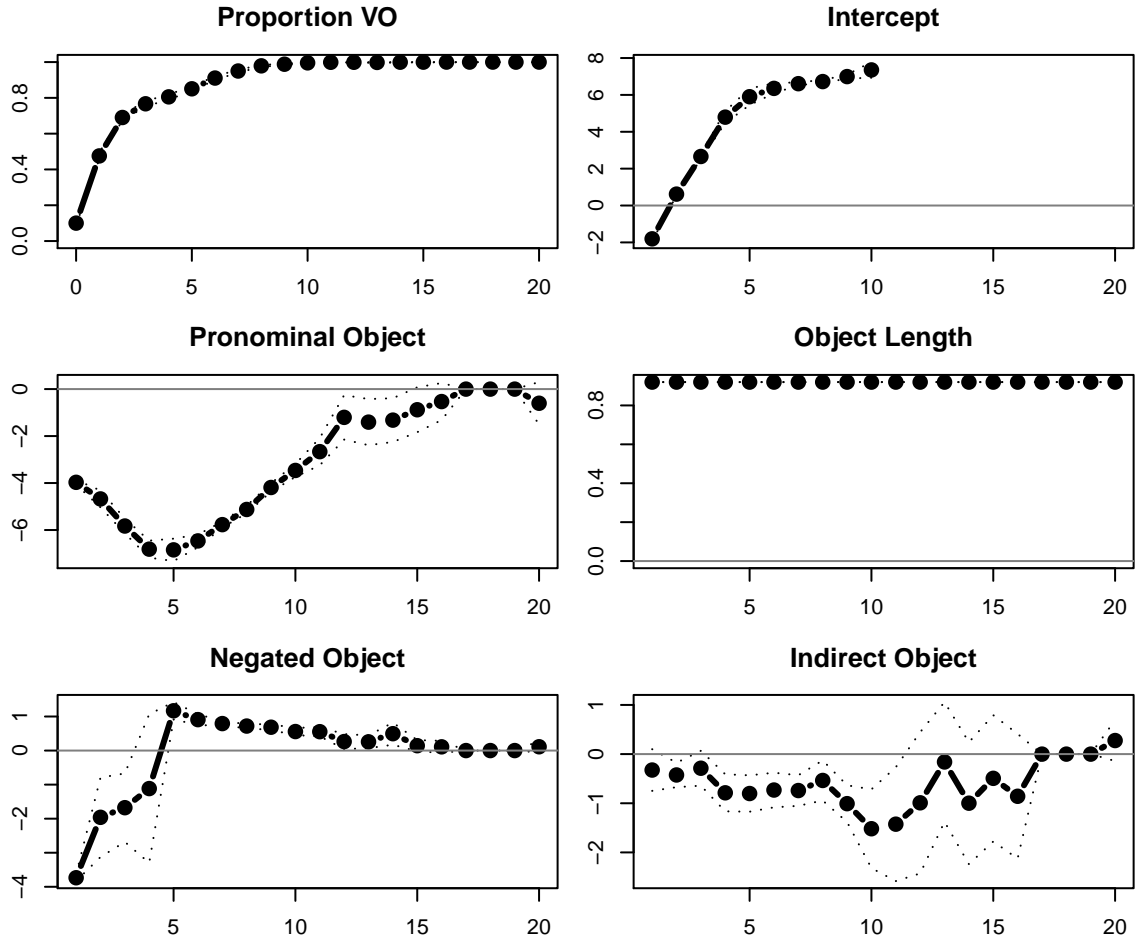 Proportion VO
0.0 0.4 0.8
0 5 10 15 20
Intercept
−2 0 2 4 6 8
5 10 15 20
Pronominal Object
−6 −4 −2 0
5 10 15 20
Object Length
0.0 0.4 0.8
5 10 15 20
Negated Object
−4 −2 0 1
5 10 15 20
Indirect Object
−2 −1 0 1
5 10 15 20